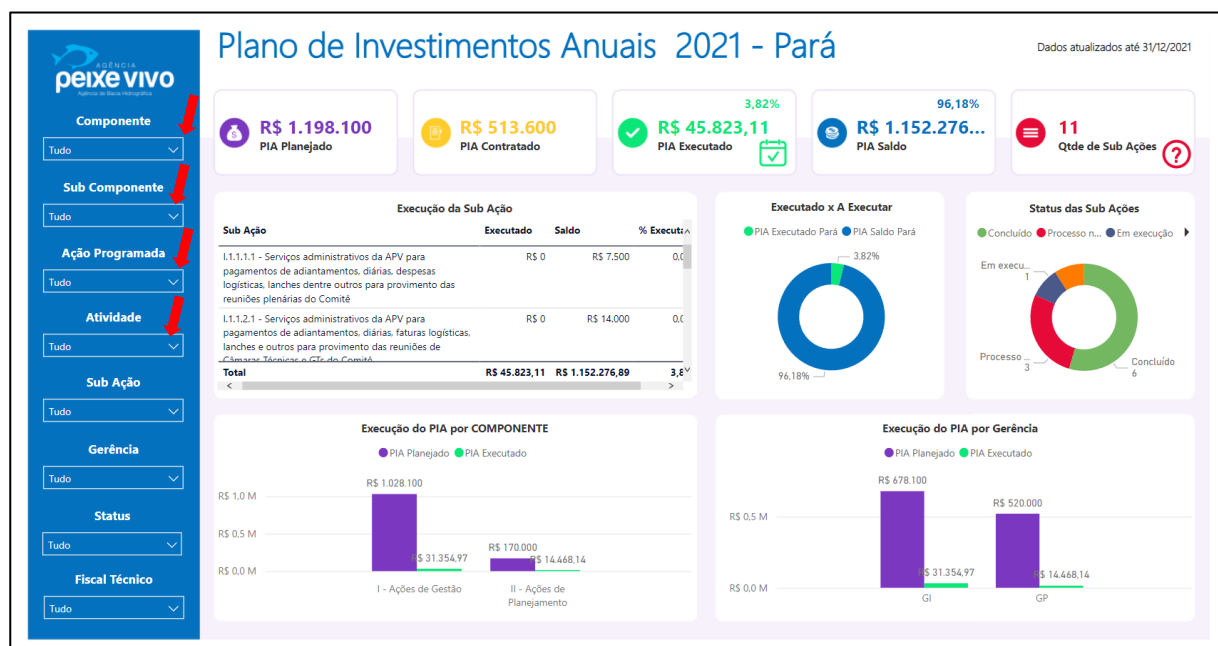 Plano de Investimentos Anuais 2021 - Pará
Dados atualizados até 31/12/2021
AGÊNCIA
peixe vivo
Agência de Bacia Hidrográfica
Componente
Tudo
Sub Componente
Tudo
Ação Programada
Tudo
Atividade
Tudo
Sub Ação
Tudo
Gerência
Tudo
Status
Tudo
Fiscal Técnico
Tudo
R$ 1.198.100
PIA Planejado
R$ 513.600
PIA Contratado
3,82%
R$ 45.823,11
PIA Executado
96,18%
R$ 1.152.276...
PIA Saldo
11
Qtde de Sub Ações
?
Execução da Sub Ação
Sub Ação Executado Saldo % Executa
I.1.1.1.1 - Serviços administrativos da APV para R$ 0 R$ 7.500 0,0
pagamentos de adiantamentos, diárias, despesas
logísticas, lanches dentre outros para provimento das
reuniões plenárias do Comitê
I.1.1.2.1 - Serviços administrativos da APV para R$ 0 R$ 14.000 0,0
pagamentos de adiantamentos, diárias, faturas logísticas,
lanches e outros para provimento das reuniões de
Câmaras Técnicas e GTs do Comitê
Total R$ 45.823,11 R$ 1.152.276,89 3,8
Executado x A Executar
PIA Executado Pará PIA Saldo Pará
3,82%
96,18%
Status das Sub Ações
Concluído Processo n... Em execução
Em execu...
1
Processo ...
3
Concluído
6
Execução do PIA por COMPONENTE
PIA Planejado PIA Executado
R$ 1,0 M
R$ 0,5 M
R$ 0,0 M
R$ 1.028.100
R$ 31.354,97
R$ 170.000
R$ 14.468,14
I - Ações de Gestão
II - Ações de
Planejamento
Execução do PIA por Gerência
PIA Planejado PIA Executado
R$ 0,5 M
R$ 0,0 M
R$ 678.100
R$ 31.354,97
R$ 520.000
R$ 14.468,14
GI
GP